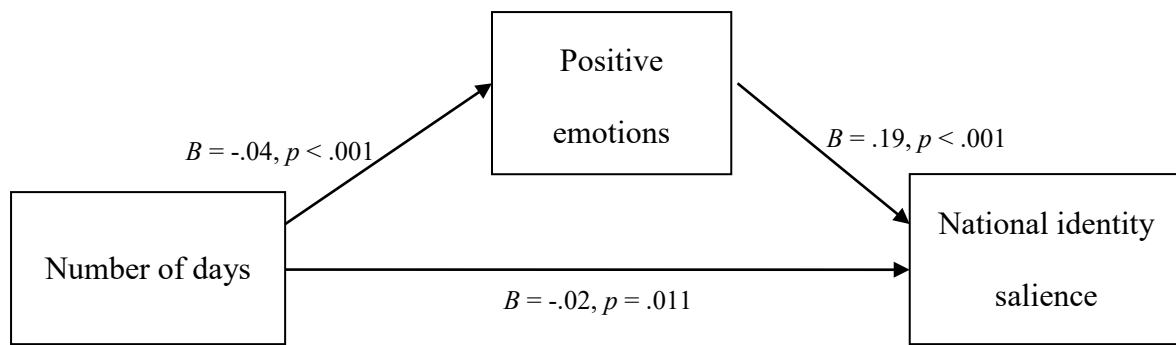 Positive
emotions
B = -.04, p < .001
B = .19, p < .001
Number of days
National identity
salience
B = -.02, p = .011